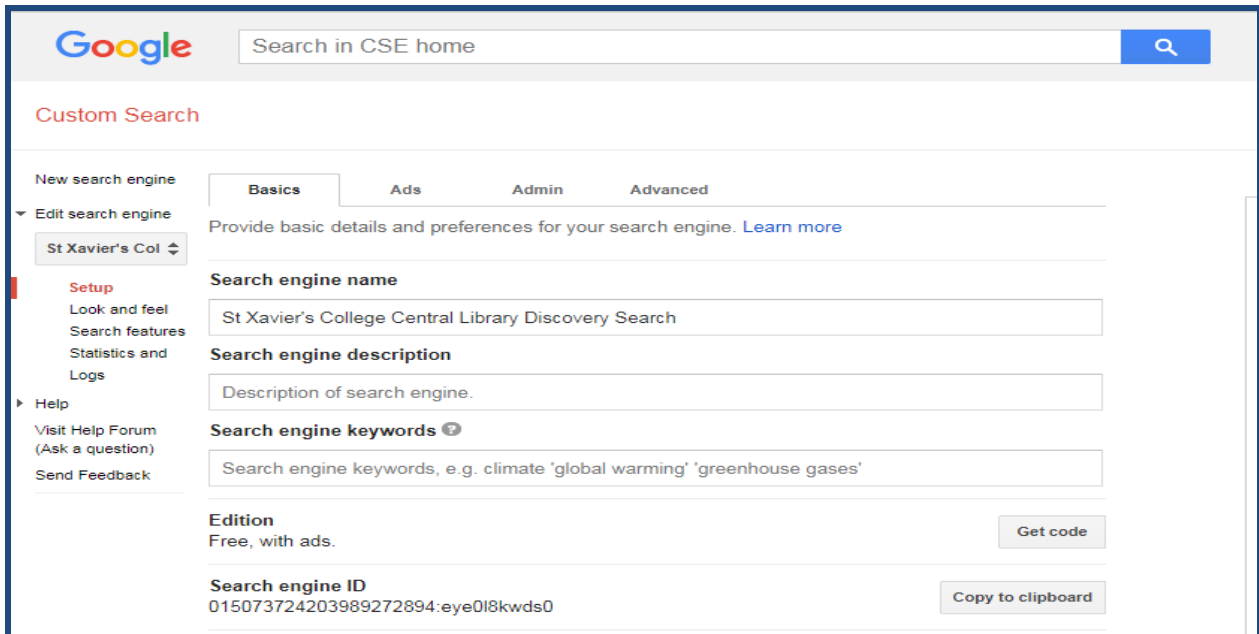 Google
Search in CSE home
Custom Search
New search engine
Edit search engine
St Xavier's Col
Setup
Look and feel
Search features
Statistics and
Logs
Help
Visit Help Forum
(Ask a question)
Send Feedback
Basics
Ads
Admin
Advanced
Provide basic details and preferences for your search engine. Learn more
Search engine name
St Xavier's College Central Library Discovery Search
Search engine description
Description of search engine.
Search engine keywords ?
Search engine keywords, e.g. climate 'global warming' 'greenhouse gases'
Edition
Free, with ads.
Get code
Search engine ID
015073724203989272894:eye0l8kwds0
Copy to clipboard